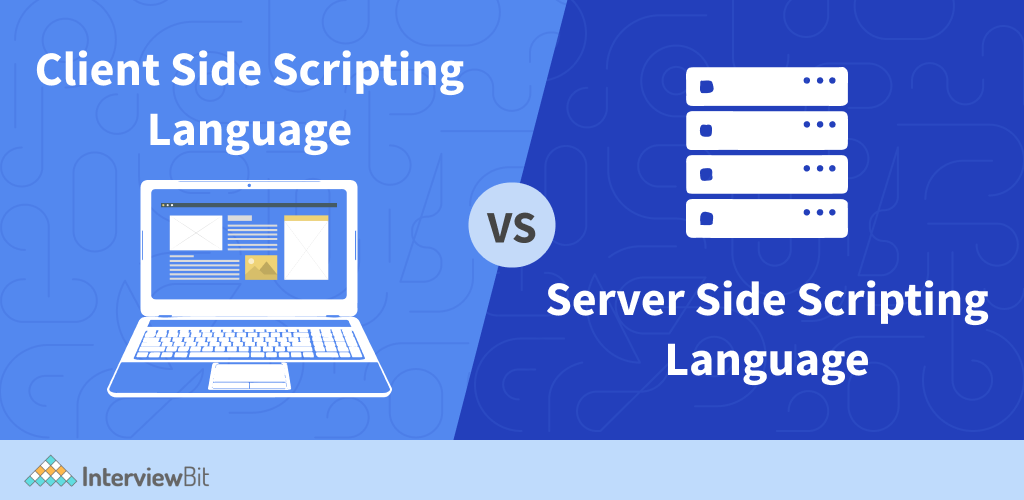 Client Side Scripting
Language
VS
Server Side Scripting
Language
InterviewBit